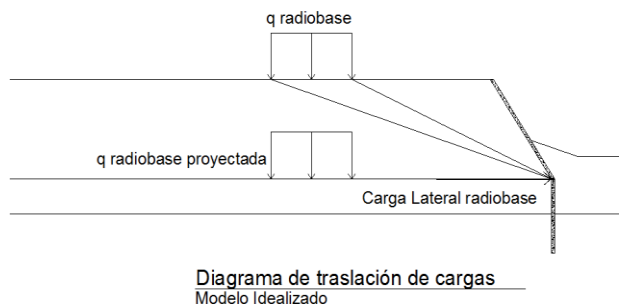 q radiobase
q radiobase proyectada
Carga Lateral radiobase
Diagrama de traslación de cargas
Modelo Idealizado